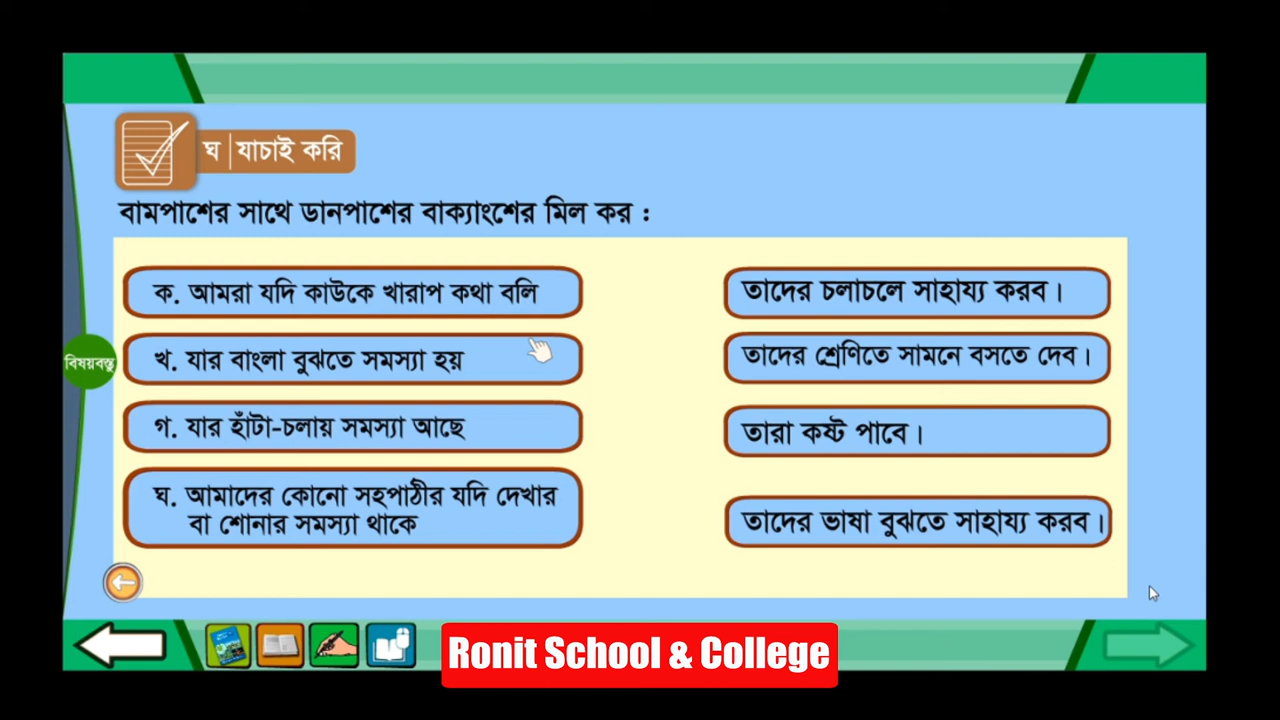 ঘ | যাচাই করি
বামপাশের সাথে ডানপাশের বাক্যাংশের মিল কর :
ক. আমরা যদি কাউকে খারাপ কথা বলি
তাদের চলাচলে সাহায্য করব।
খ. যার বাংলা বুঝতে সমস্যা হয়
তাদের শ্রেণিতে সামনে বসতে দেব।
বিষয়বস্তু
গ. যার হাঁটা-চলায় সমস্যা আছে
তারা কষ্ট পাবে।
ঘ. আমাদের কোনো সহপাঠীর যদি দেখার
বা শোনার সমস্যা থাকে
তাদের ভাষা বুঝতে সাহায্য করব।
Ronit School & College